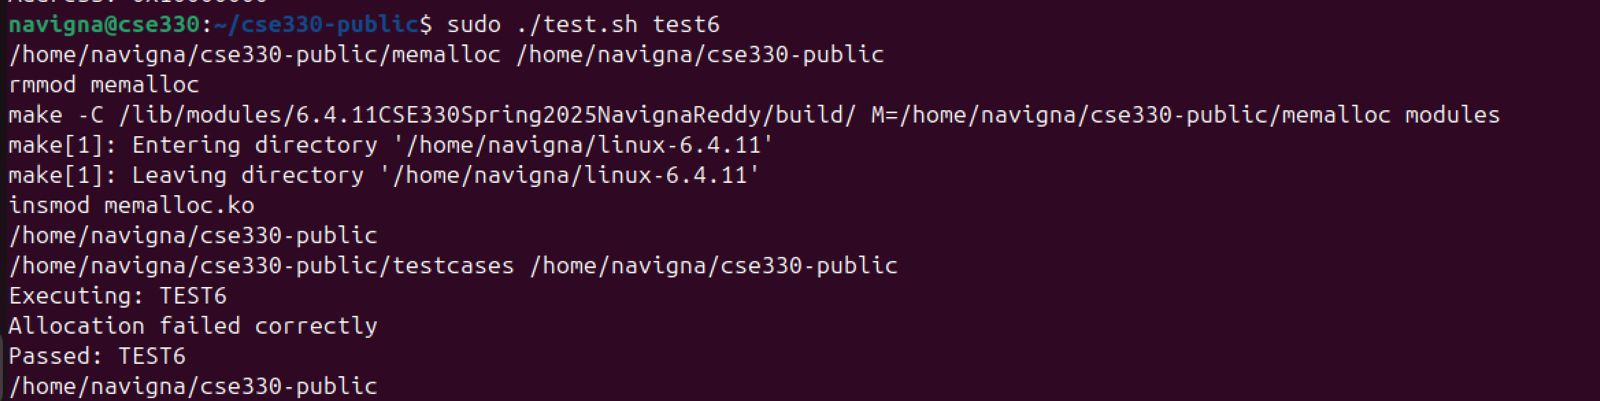 navigna@cse330:~/cse330-public$ sudo ./test.sh test6
/home/navigna/cse330-public/memalloc /home/navigna/cse330-public
rmmod memalloc
make -C /lib/modules/6.4.11CSE330Spring2025NavignaReddy/build/ M=/home/navigna/cse330-public/memalloc modules
make[1]: Entering directory '/home/navigna/linux-6.4.11'
make[1]: Leaving directory '/home/navigna/linux-6.4.11'
insmod memalloc.ko
/home/navigna/cse330-public
/home/navigna/cse330-public/testcases /home/navigna/cse330-public
Executing: TEST6
Allocation failed correctly
Passed: TEST6
/home/navigna/cse330-public